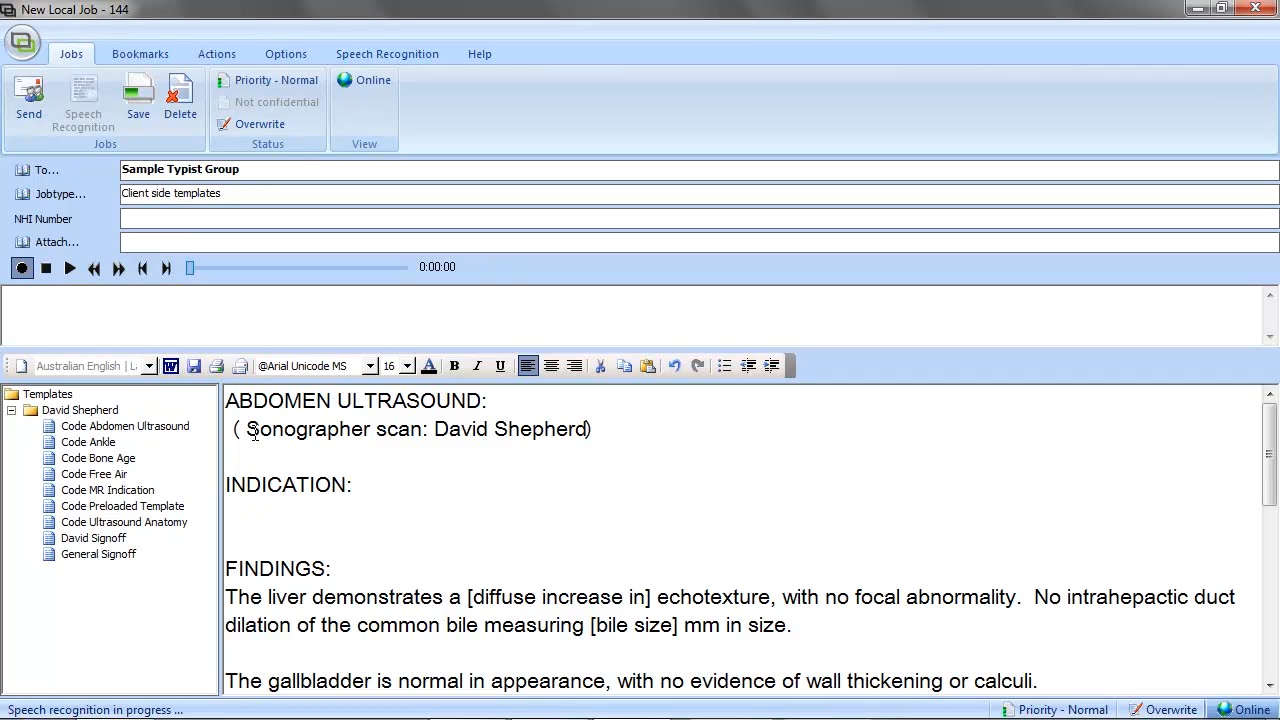 New Local Job - 144
Jobs Bookmarks Actions Options Speech Recognition Help
Send Speech Recognition Save Delete
Priority - Normal
Not confidential
Overwrite
Online
Jobs Status View
To... Sample Typist Group
Jobtype... Client side templates
NHI Number
Attach...
0:00:00
Australian English | @Arial Unicode MS 16 A B I U
Templates
David Shepherd
Code Abdomen Ultrasound
Code Ankle
Code Bone Age
Code Free Air
Code MR Indication
Code Preloaded Template
Code Ultrasound Anatomy
David Signoff
General Signoff
ABDOMEN ULTRASOUND:
( Sonographer scan: David Shepherd)
INDICATION:
FINDINGS:
The liver demonstrates a [diffuse increase in] echotexture, with no focal abnormality. No intrahepactic duct
dilation of the common bile measuring [bile size] mm in size.
The gallbladder is normal in appearance, with no evidence of wall thickening or calculi.
Speech recognition in progress ... Priority - Normal Overwrite Online